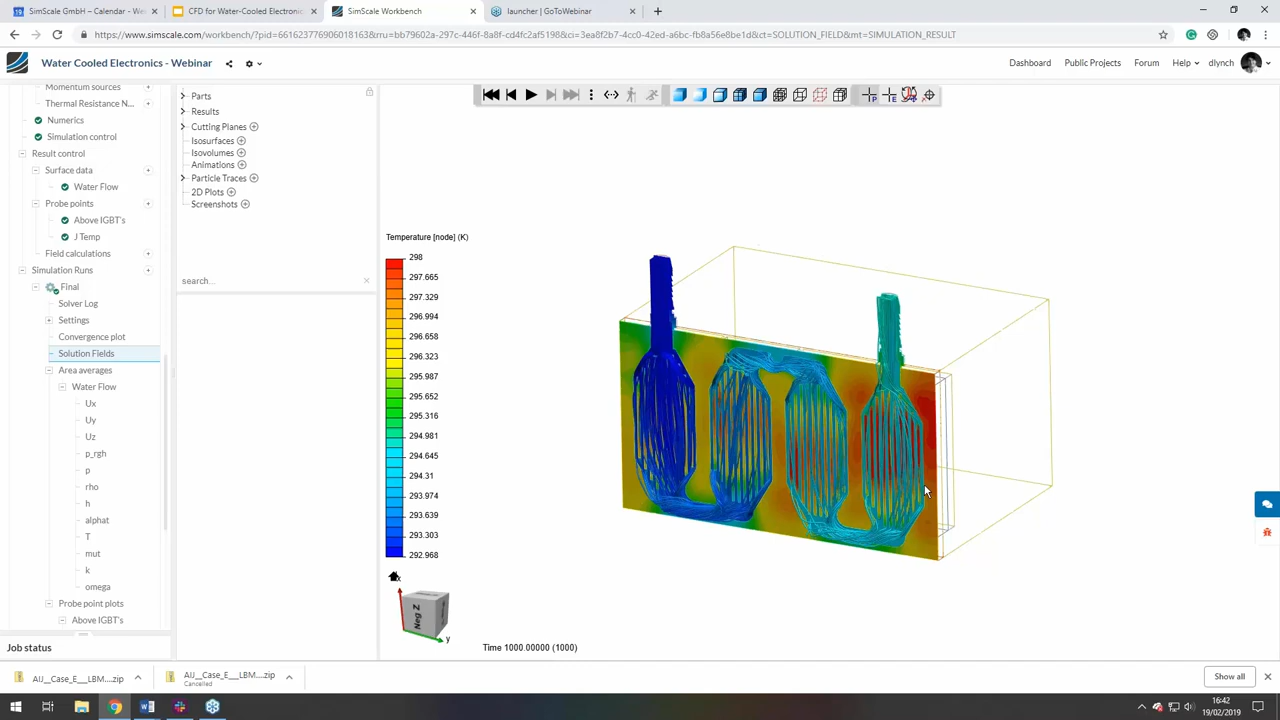 SimScale GmbH - Calendar - We
CFD for Water-Cooled Electronic
SimScale Workbench
launcher | GoToWebinar
https://www.simscale.com/workbench/?pid=661623776906018163&rru=bb79602a-297c-446f-8a8f-cd4fc2af5198&ci=3ea8f2b7-4cc0-42ed-a6bc-fb8a56e8be1d&ct=SOLUTION_FIELD&mt=SIMULATION_RESULT
Water Cooled Electronics - Webinar
Dashboard Public Projects Forum Help dlynch
Momentum sources
Thermal Resistance N...
Numerics
Simulation control
Result control
Surface data
Water Flow
Probe points
Above IGBT's
J Temp
Field calculations
Simulation Runs
Final
Solver Log
Settings
Convergence plot
Solution Fields
Area averages
Water Flow
Ux
Uy
Uz
p_rgh
p
rho
h
alphat
T
mut
k
omega
Probe point plots
Above IGBT's
Job status
Parts
Results
Cutting Planes
Isosurfaces
Isovolumes
Animations
Particle Traces
2D Plots
Screenshots
search...
P
E
Temperature [node] (K)
298
297.665
297.329
296.994
296.658
296.323
295.987
295.652
295.316
294.981
294.645
294.31
293.974
293.639
293.303
292.968
x
Neg Z
y
Time 1000.00000 (1000)
AIJ__Case_E___LBM....zip
AIJ__Case_E___LBM....zip
Cancelled
Show all
16:42
19/02/2019